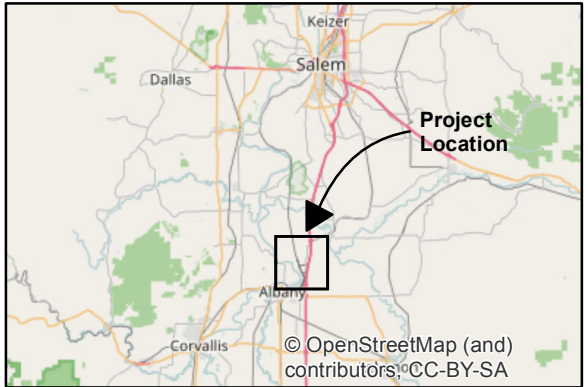 Keizer
Salem
Dallas
Project
Location
Albany
Corvallis
© OpenStreetMap (and)
contributors, CC-BY-SA